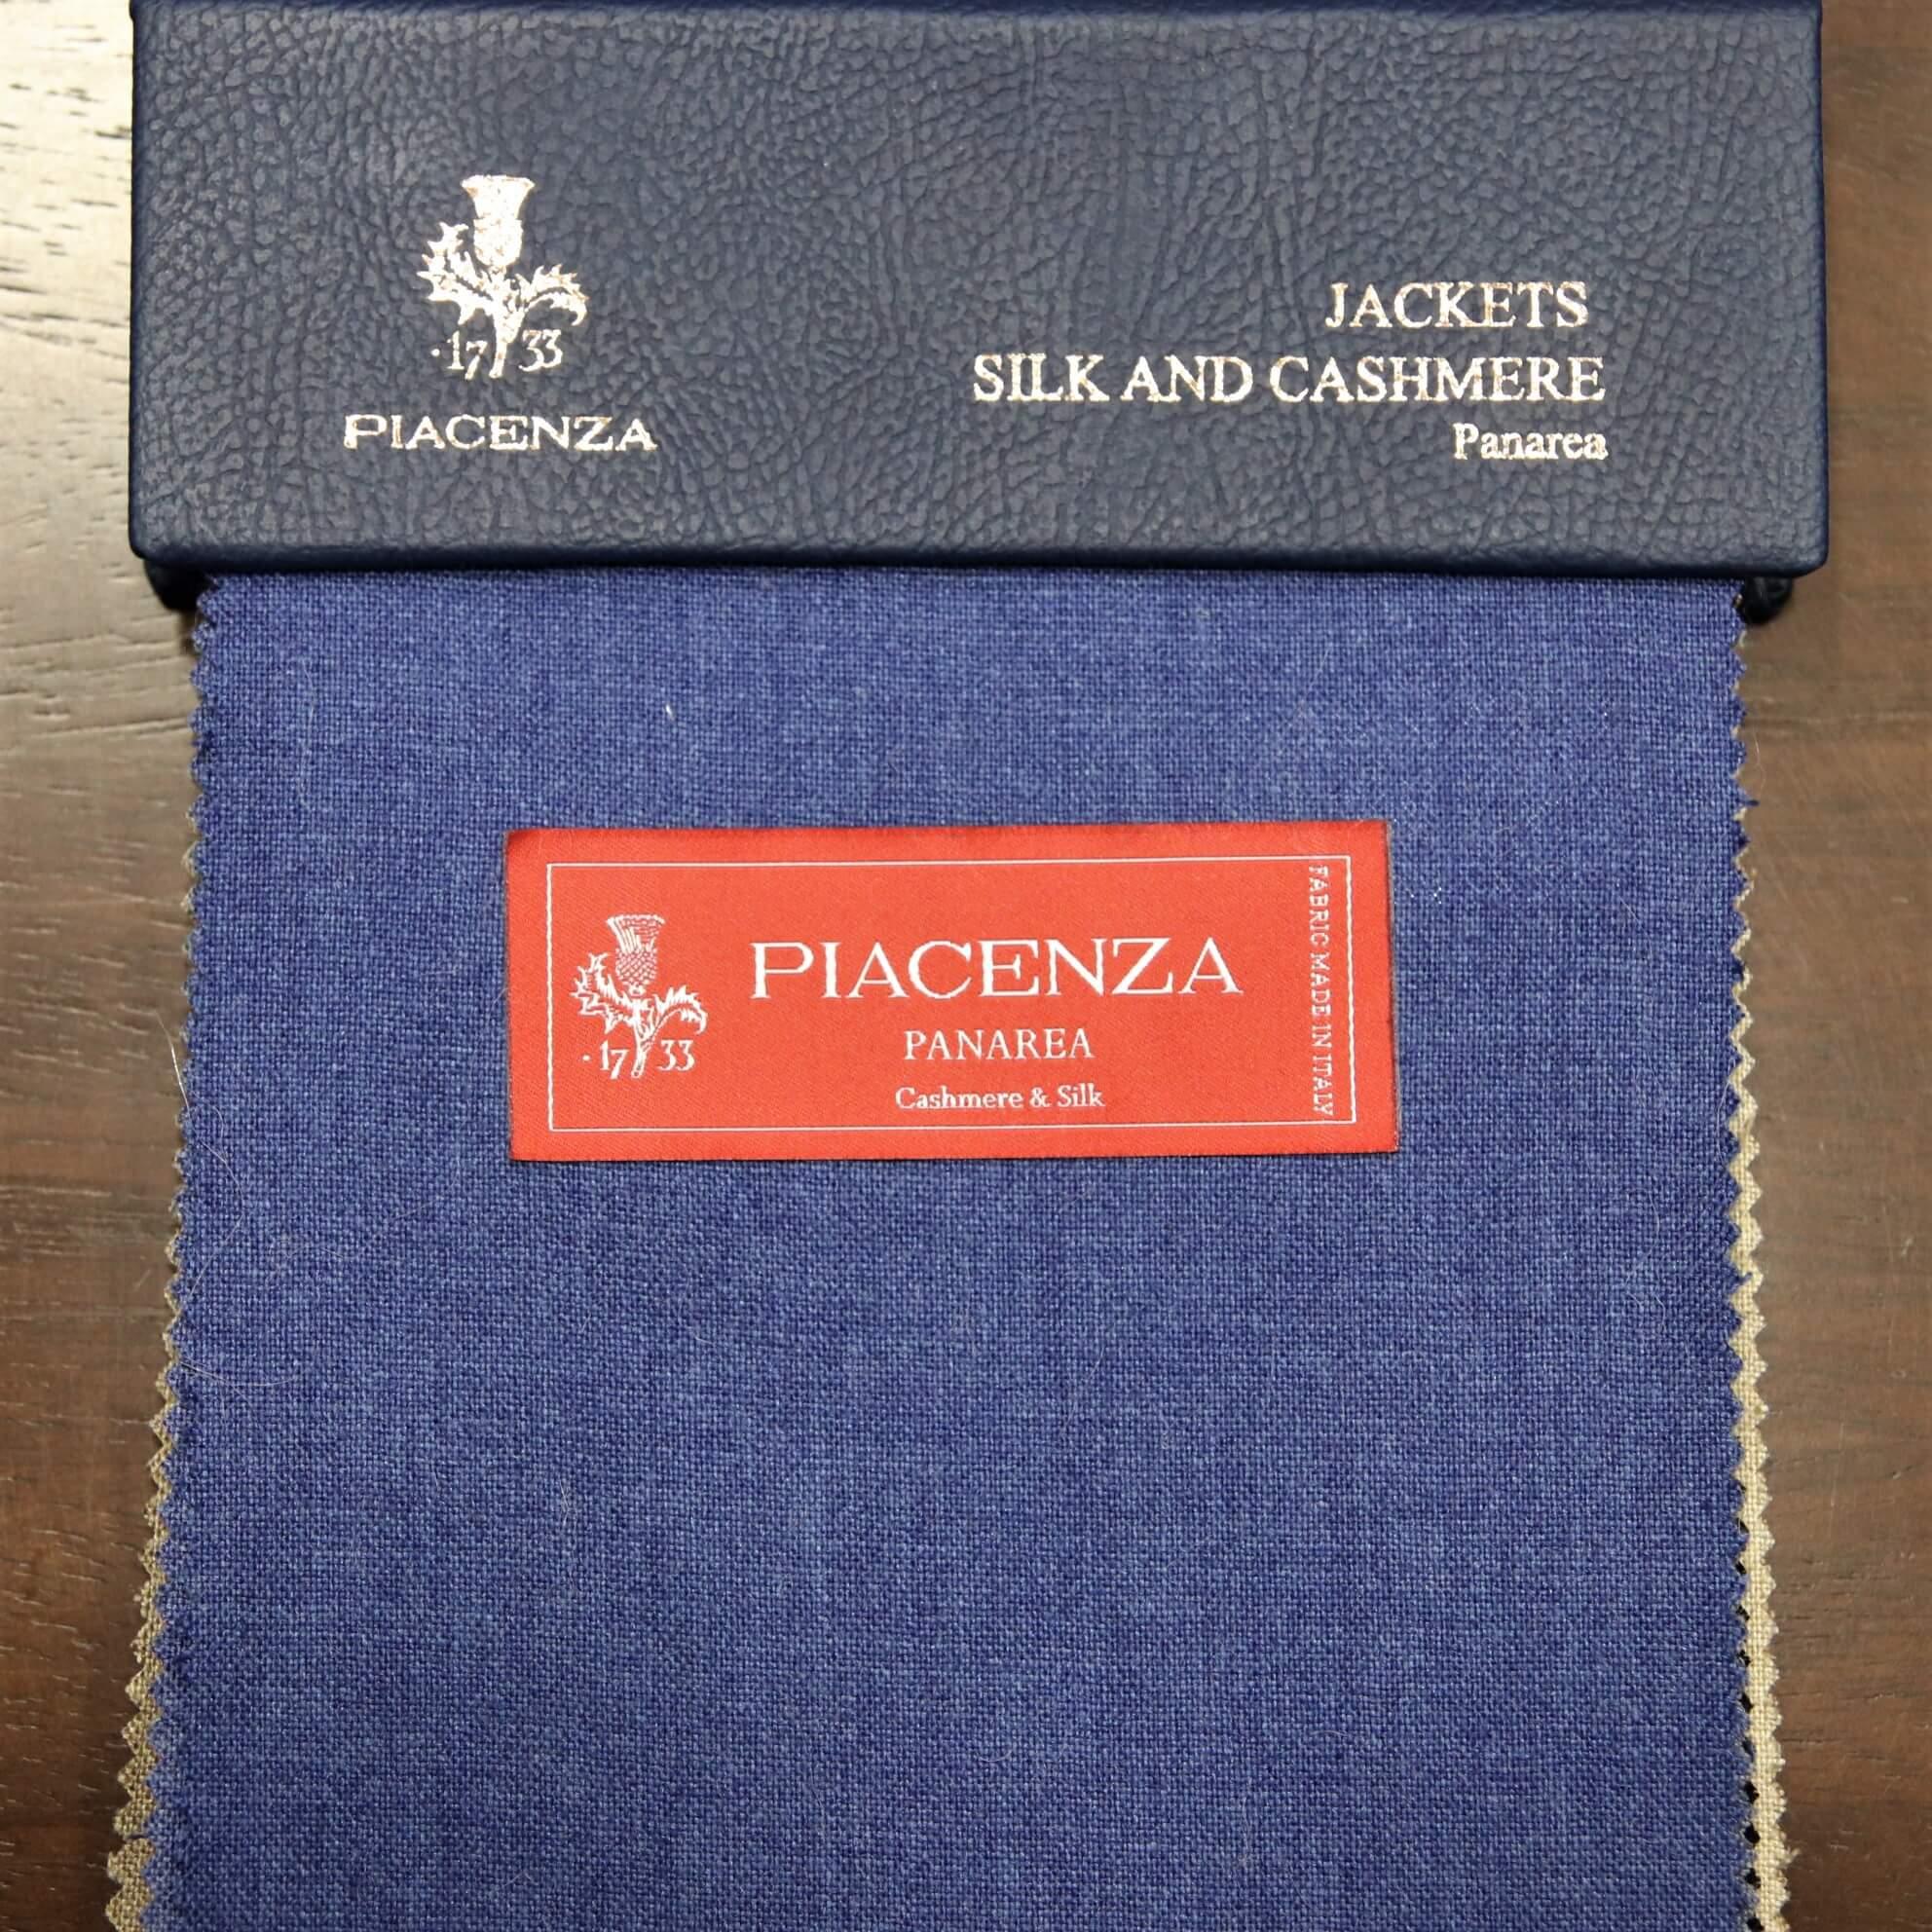 ·17 33
PIACENZA
JACKETS
SILK AND CASHMERE
Panarea
·17 33
PIACENZA
PANAREA
Cashmere & Silk
FABRIC MADE IN ITALY